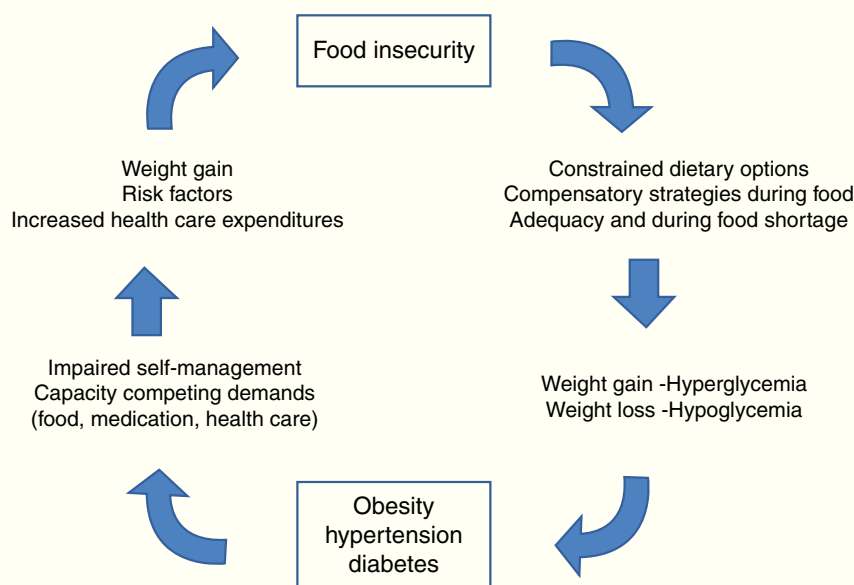 Food insecurity
Constrained dietary options
Compensatory strategies during food
Adequacy and during food shortage
Weight gain -Hyperglycemia
Weight loss -Hypoglycemia
Obesity
hypertension
diabetes
Impaired self-management
Capacity competing demands
(food, medication, health care)
Weight gain
Risk factors
Increased health care expenditures